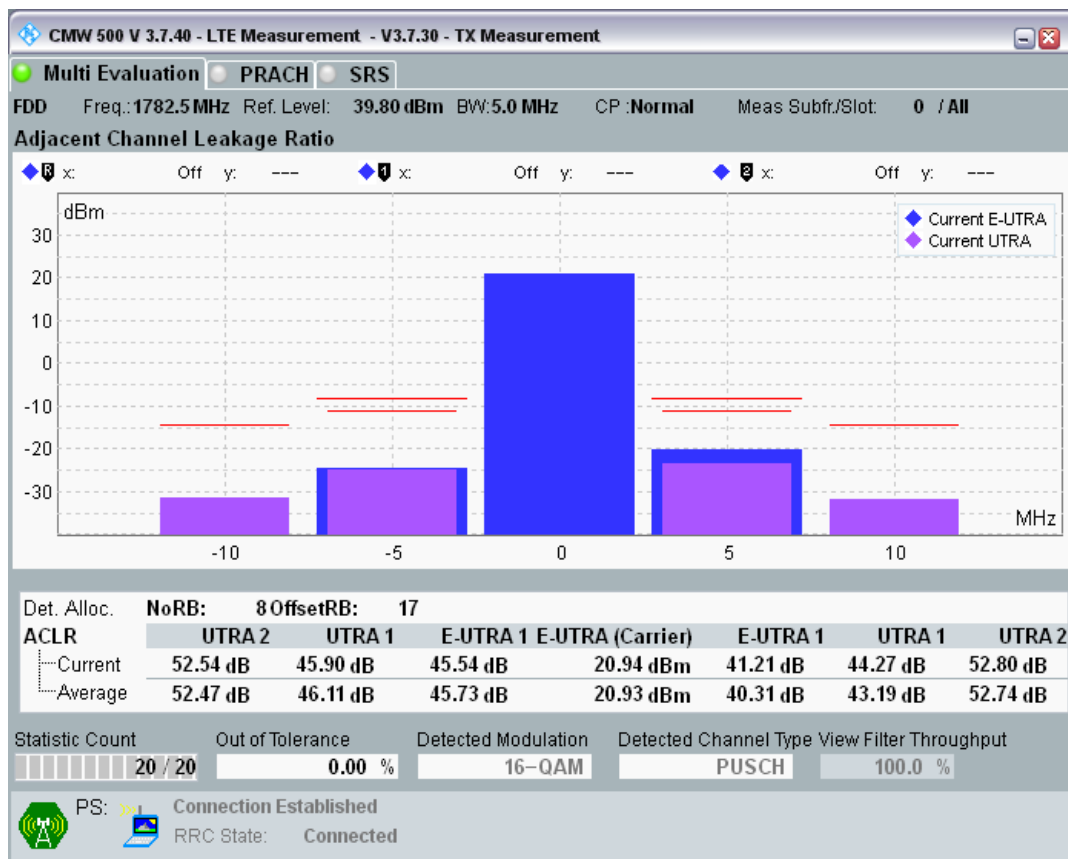 CMW 500 V 3.7.40 - LTE Measurement - V3.7.30 - TX Measurement
Multi Evaluation PRACH SRS
FDD Freq.:1782.5 MHz Ref. Level: 39.80 dBm BW:5.0 MHz CP :Normal Meas Subfr./Slot: 0 / All
Adjacent Channel Leakage Ratio
R x: Off y: --- 1 x: Off y: --- 2 x: Off y: ---
dBm
Current E-UTRA
Current UTRA
30
20
10
0
-10
-20
-30
MHz
-10 -5 0 5 10
Det. Alloc. NoRB: 8 OffsetRB: 17
ACLR UTRA 2 UTRA 1 E-UTRA 1 E-UTRA (Carrier) E-UTRA 1 UTRA 1 UTRA 2
Current 52.54 dB 45.90 dB 45.54 dB 20.94 dBm 41.21 dB 44.27 dB 52.80 dB
Average 52.47 dB 46.11 dB 45.73 dB 20.93 dBm 40.31 dB 43.19 dB 52.74 dB
Statistic Count Out of Tolerance Detected Modulation Detected Channel Type View Filter Throughput
20 / 20 0.00 % 16-QAM PUSCH 100.0 %
PS: Connection Established
RRC State: Connected